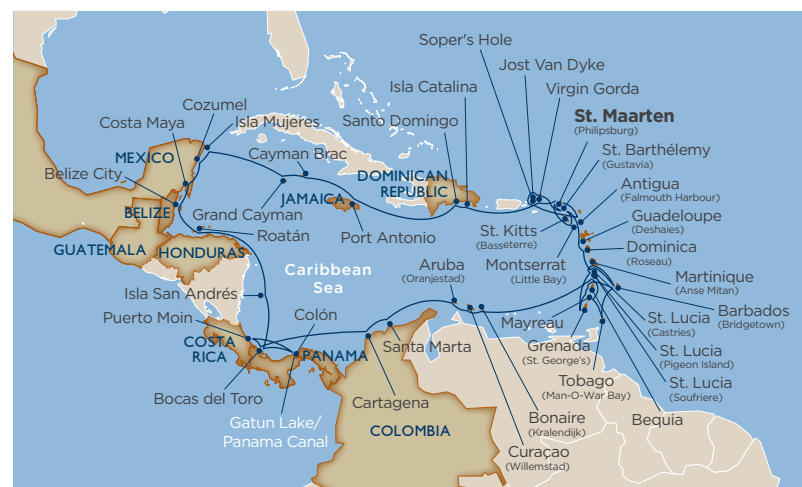 Soper's Hole
Jost Van Dyke
Virgin Gorda
Isla Catalina
Santo Domingo
St. Maarten
(Philipsburg)
Cozumel
Costa Maya
Isla Mujeres
Cayman Brac
MEXICO
Belize City
DOMINICAN
REPUBLIC
St. Barthélemy
(Gustavia)
Antigua
(Falmouth Harbour)
JAMAICA
BELIZE
Grand Cayman
Roatán
Port Antonio
St. Kitts
(Basseterre)
Guadeloupe
(Deshaies)
GUATEMALA
HONDURAS
Montserrat
(Little Bay)
Dominica
(Roseau)
Caribbean
Sea
Aruba
(Oranjestad)
Martinique
(Anse Mitan)
Isla San Andrés
Barbados
(Bridgetown)
Puerto Moin
Colón
Mayreau
St. Lucia
(Castries)
COSTA
RICA
PANAMA
Santa Marta
Grenada
(St. George's)
St. Lucia
(Pigeon Island)
Bocas del Toro
Cartagena
Tobago
(Man-O-War Bay)
St. Lucia
(Soufriere)
Gatun Lake/
Panama Canal
COLOMBIA
Bonaire
(Kralendijk)
Bequia
Curaçao
(Willemstad)